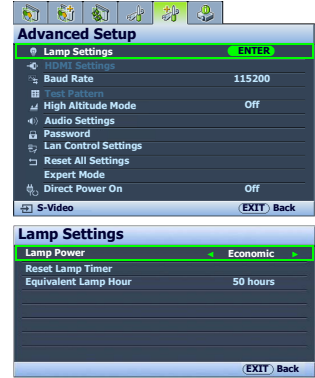 Advanced Setup
Lamp Settings ENTER
HDMI Settings
Baud Rate 115200
Test Pattern
High Altitude Mode Off
Audio Settings
Password
Lan Control Settings
Reset All Settings
Expert Mode
Direct Power On Off
S-Video EXIT Back
Lamp Settings
Lamp Power Economic
Reset Lamp Timer
Equivalent Lamp Hour 50 hours
EXIT Back